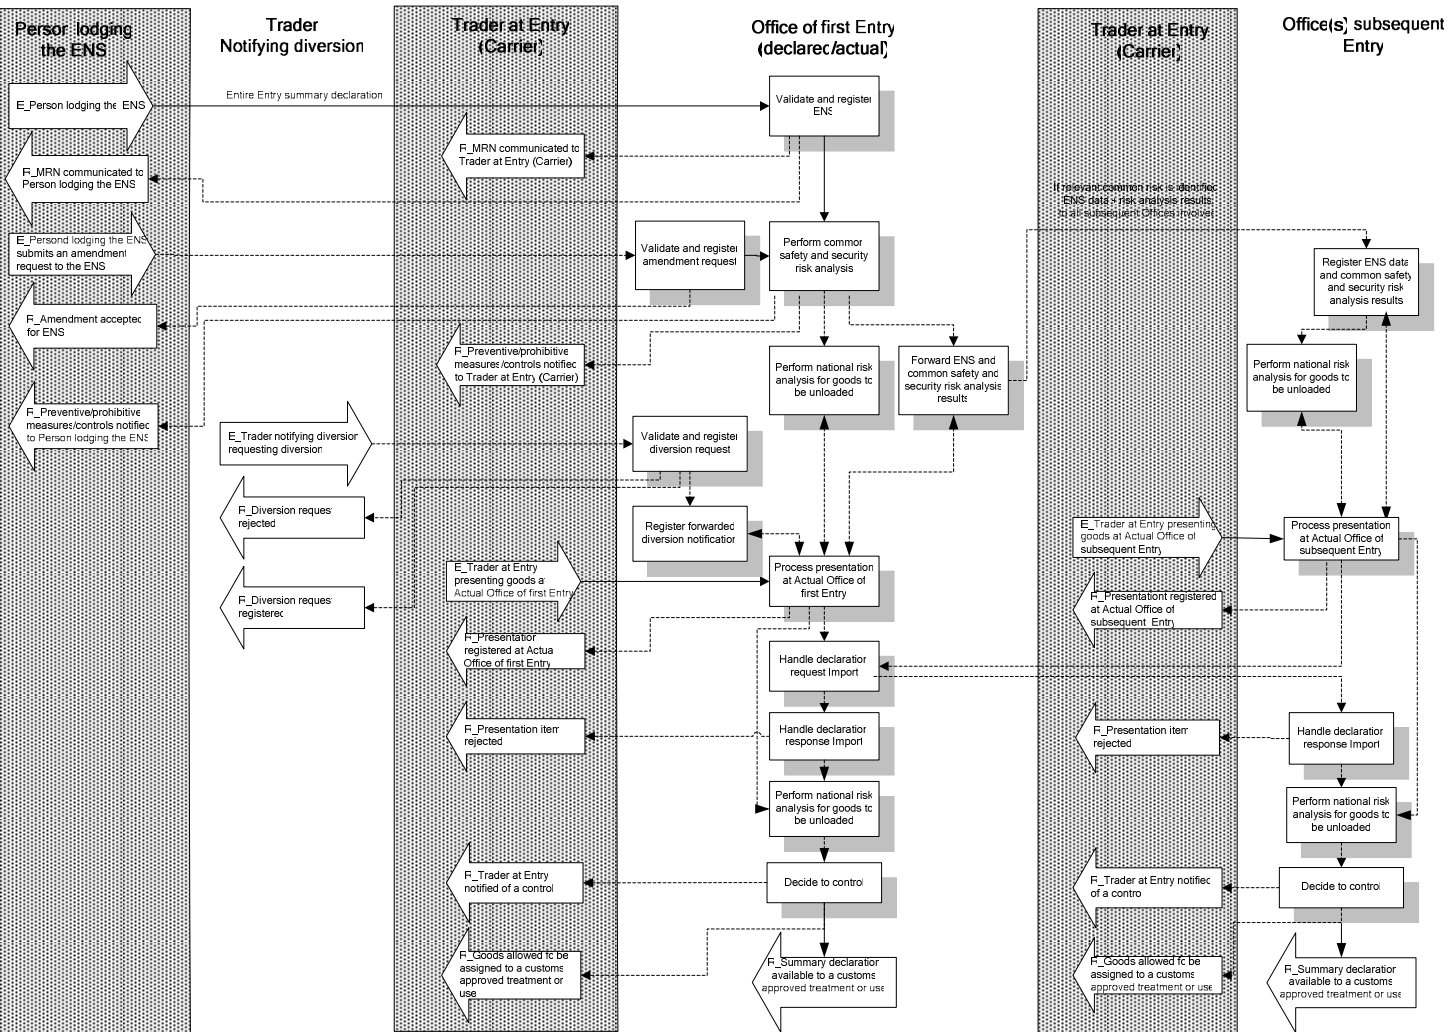 Person lodging
the ENS
Trader
Notifying diversion
Trader at Entry
(Carrier)
Office of first Entry
(declared/actual)
Trader at Entry
(Carrier)
Office(s) subsequent
Entry
E_Person lodging the ENS
Entire Entry summary declaration
Validate and register
ENS
R_MRN communicated to
Trader at Entry (Carrier)
R_MRN communicated to
Person lodging the ENS
If relevant common risk is identified
ENS data + risk analysis results
to all subsequent Offices involved
E_Persond lodging the ENS
submits an amendment
request to the ENS
Validate and register
amendment request
Perform common
safety and security
risk analysis
Register ENS data
and common safety
and security risk
analysis results
R_Amendment accepted
for ENS
R_Preventive/prohibitive
measures/controls notified
to Trader at Entry (Carrier)
Perform national risk
analysis for goods to
be unloaded
Forward ENS and
common safety and
security risk analysis
results
Perform national risk
analysis for goods to
be unloaded
R_Preventive/prohibitive
measures/controls notified
to Person lodging the ENS
E_Trader notifying diversion
requesting diversion
Validate and register
diversion request
R_Diversion request
rejected
Register forwarded
diversion notification
E_Trader at Entry presenting
goods at Actual Office of
subsequent Entry
Process presentation
at Actual Office of
subsequent Entry
E_Trader at Entry
presenting goods at
Actual Office of first Entry
Process presentation
at Actual Office of
first Entry
R_Diversion request
registered
R_Presentationt registered
at Actual Office of
subsequent Entry
R_Presentation
registered at Actual
Office of first Entry
Handle declaration
request Import
R_Presentation item
rejected
Handle declaration
response Import
R_Presentation item
rejected
Handle declaration
response Import
Perform national risk
analysis for goods to
be unloaded
Perform national risk
analysis for goods to
be unloaded
R_Trader at Entry
notified of a control
Decide to control
R_Trader at Entry notified
of a control
Decide to control
R_Goods allowed to be
assigned to a customs
approved treatment or
use
R_Summary declaration
available to a customs
approved treatment or use
R_Goods allowed to be
assigned to a customs
approved treatment or use
R_Summary declaration
available to a customs
approved treatment or use